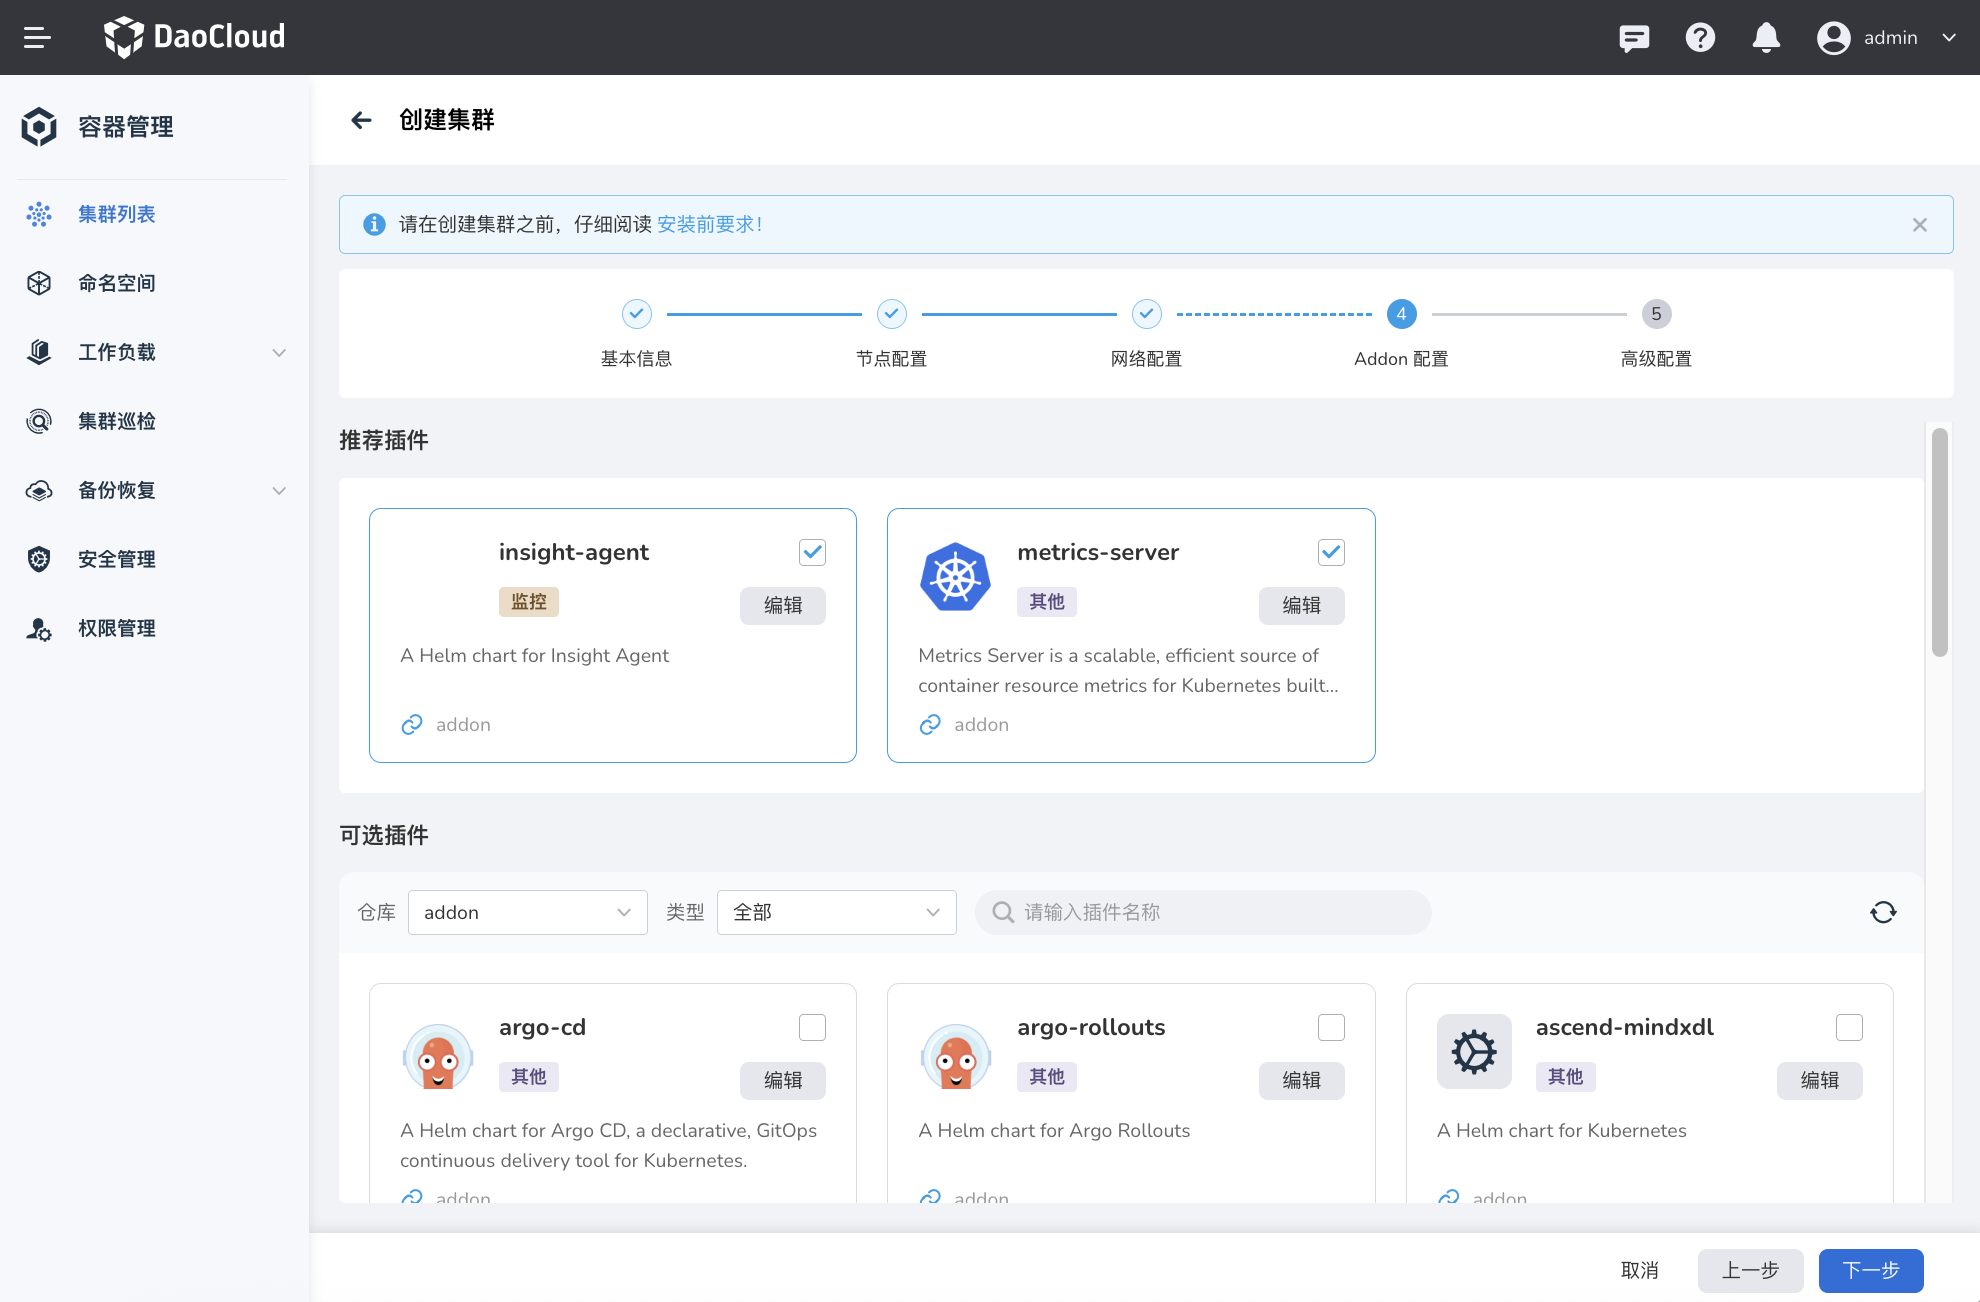 DaoCloud
admin
容器管理
集群列表
命名空间
工作负载
集群巡检
备份恢复
安全管理
权限管理
创建集群
请在创建集群之前，仔细阅读 安装前要求！
4
5
基本信息
节点配置
网络配置
Addon 配置
高级配置
推荐插件
insight-agent
监控
编辑
A Helm chart for Insight Agent
addon
metrics-server
其他
编辑
Metrics Server is a scalable, efficient source of
container resource metrics for Kubernetes built...
addon
可选插件
仓库
addon
类型
全部
请输入插件名称
argo-cd
其他
编辑
A Helm chart for Argo CD, a declarative, GitOps
continuous delivery tool for Kubernetes.
addon
argo-rollouts
其他
编辑
A Helm chart for Argo Rollouts
addon
ascend-mindxdl
其他
编辑
A Helm chart for Kubernetes
addon
取消
上一步
下一步